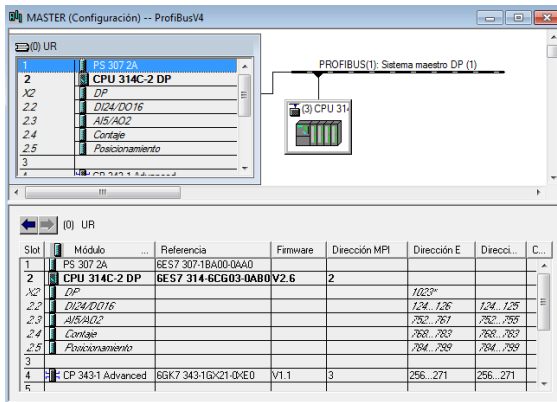 MASTER (Configuración) -- ProfiBusV4
(0) UR
1 PS 307 2A
2 CPU 314C-2 DP
X2 DP
2.2 DI24/DO16
2.3 AI5/AO2
2.4 Contaje
2.5 Posicionamiento
3
4 CP 343-1 Advanced
PROFIBUS(1): Sistema maestro DP (1)
(3) CPU 314
(0) UR
Slot Módulo ... Referencia Firmware Dirección MPI Dirección E Direcci... C...
1 PS 307 2A 6ES7 307-1BA00-0AA0
2 CPU 314C-2 DP 6ES7 314-6CG03-0AB0 V2.6 2
X2 DP 1023*
2.2 DI24/DO16 124...126 124...125
2.3 AI5/AO2 752...761 752...755
2.4 Contaje 768...783 768...783
2.5 Posicionamiento 784...799 784...799
3
4 CP 343-1 Advanced 6GK7 343-1GX21-0XE0 V1.1 3 256...271 256...271
5